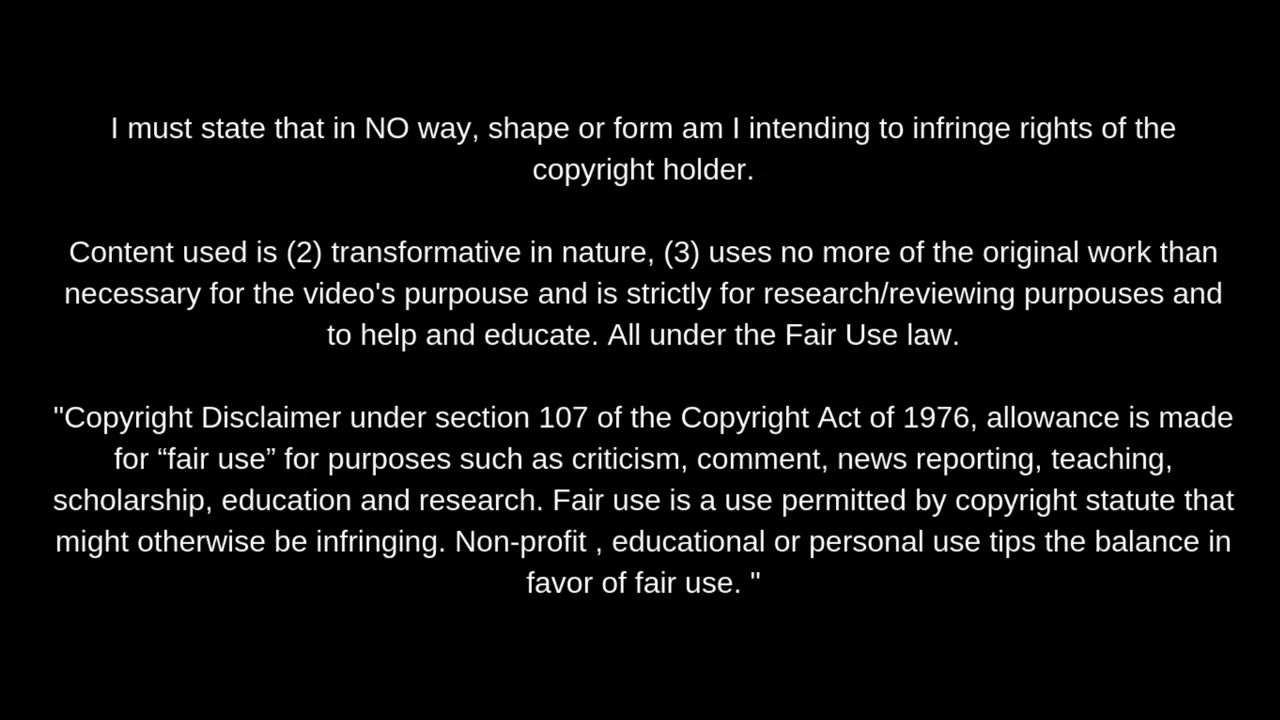 I must state that in NO way, shape or form am I intending to infringe rights of the
copyright holder.
Content used is (2) transformative in nature, (3) uses no more of the original work than
necessary for the video's purpouse and is strictly for research/reviewing purpouses and
to help and educate. All under the Fair Use law.
"Copyright Disclaimer under section 107 of the Copyright Act of 1976, allowance is made
for “fair use” for purposes such as criticism, comment, news reporting, teaching,
scholarship, education and research. Fair use is a use permitted by copyright statute that
might otherwise be infringing. Non-profit , educational or personal use tips the balance in
favor of fair use. "